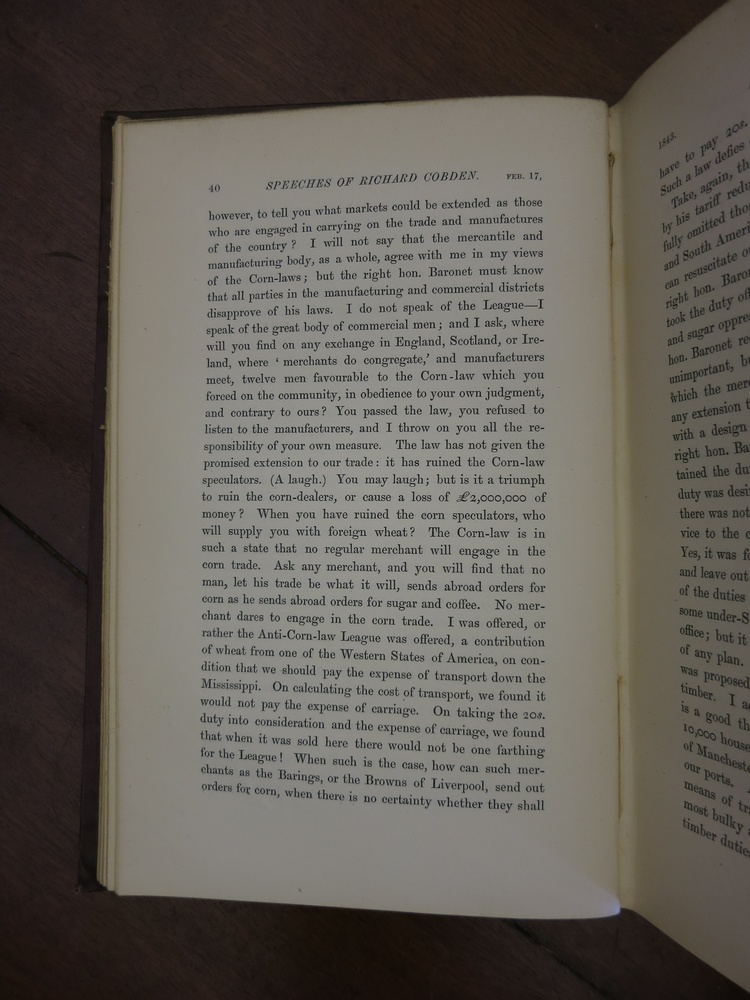 40 SPEECHES OF RICHARD COBDEN. FEB. 17,
however, to tell you what markets could be extended as those
who are engaged in carrying on the trade and manufactures
of the country? I will not say that the mercantile and
manufacturing body, as a whole, agree with me in my views
of the Corn-laws; but the right hon. Baronet must know
that all parties in the manufacturing and commercial districts
disapprove of his laws. I do not speak of the League—I
speak of the great body of commercial men; and I ask, where
will you find on any exchange in England, Scotland, or Ire-
land, where ‘merchants do congregate,’ and manufacturers
meet, twelve men favourable to the Corn-law which you
forced on the community, in obedience to your own judgment,
and contrary to ours? You passed the law, you refused to
listen to the manufacturers, and I throw on you all the re-
sponsibility of your own measure. The law has not given the
promised extension to our trade: it has ruined the Corn-law
speculators. (A laugh.) You may laugh; but is it a triumph
to ruin the corn-dealers, or cause a loss of £2,000,000 of
money? When you have ruined the corn speculators, who
will supply you with foreign wheat? The Corn-law is in
such a state that no regular merchant will engage in the
corn trade. Ask any merchant, and you will find that no
man, let his trade be what it will, sends abroad orders for
corn as he sends abroad orders for sugar and coffee. No mer-
chant dares to engage in the corn trade. I was offered, or
rather the Anti-Corn-law League was offered, a contribution
of wheat from one of the Western States of America, on con-
dition that we should pay the expense of transport down the
Mississippi. On calculating the cost of transport, we found it
would not pay the expense of carriage. On taking the 20s.
duty into consideration and the expense of carriage, we found
that when it was sold here there would not be one farthing
for the League! When such is the case, how can such mer-
chants as the Barings, or the Browns of Liverpool, send out
orders for corn, when there is no certainty whether they shall
1843.
have to pay 20s.
Such a law defies
Take, again, th
by his tariff redu
fully omitted thos
and South Ameri
can resuscitate o
right hon. Baro
took the duty off
and sugar oppre
hon. Baronet re
unimportant, bu
which the mer
any extension t
with a design
right hon. Ba
tained the du
duty was desi
there was not
vice to the c
Yes, it was fo
and leave out
of the duties
some under-S
office; but it
of any plan.
was proposed
timber. I a
is a good th
10,000 house
of Mancheste
our ports.
means of tr
most bulky a
timber dutie